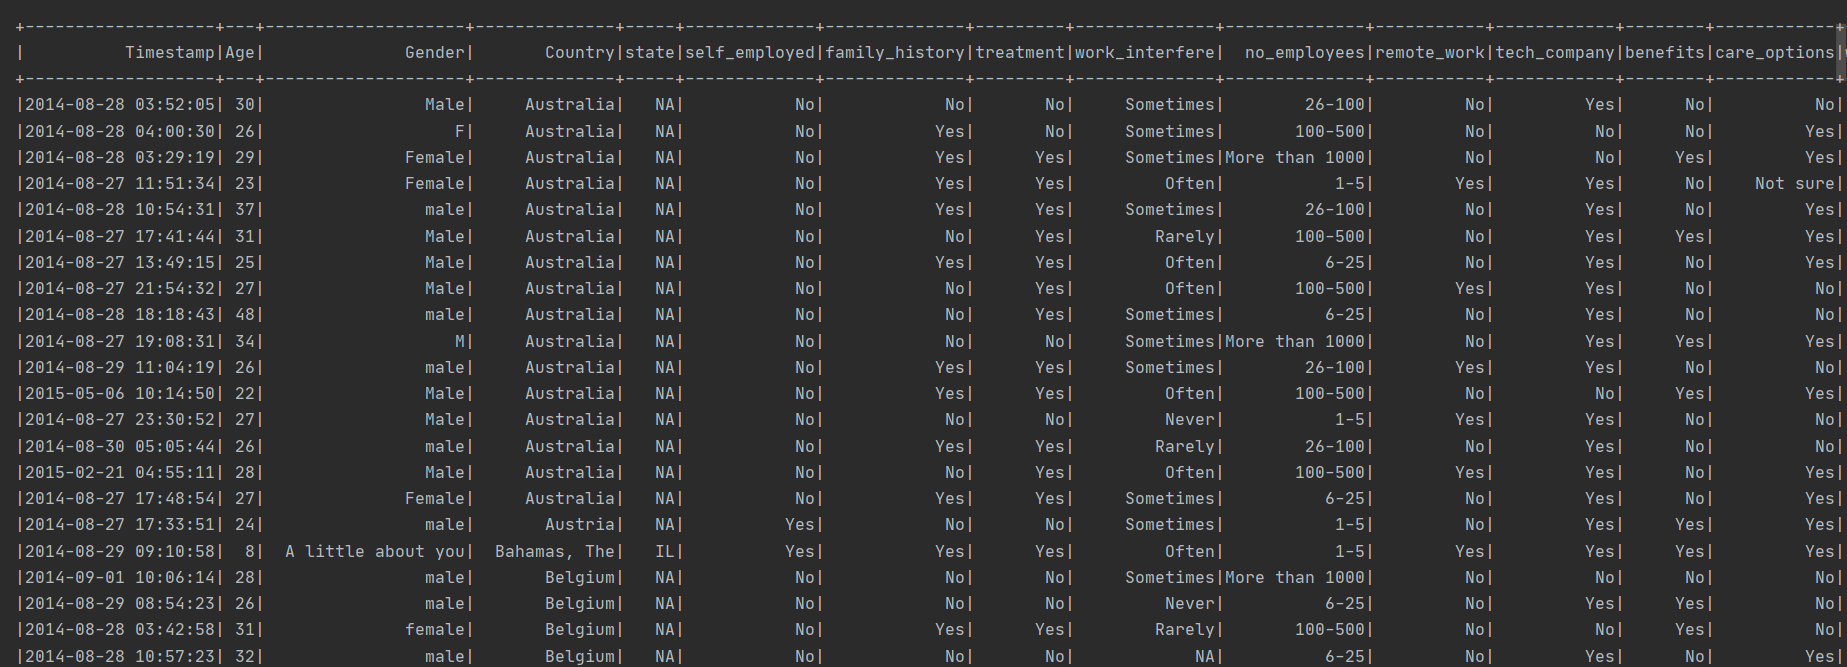 +-------------------+---+--------------------+--------------+-----+-------------+--------------+---------+--------------+--------------+-----------+------------+--------+------------+
|          Timestamp|Age|              Gender|       Country|state|self_employed|family_history|treatment|work_interfere|  no_employees|remote_work|tech_company|benefits|care_options|
+-------------------+---+--------------------+--------------+-----+-------------+--------------+---------+--------------+--------------+-----------+------------+--------+------------+
|2014-08-28 03:52:05| 30|                Male|     Australia|   NA|           No|            No|       No|     Sometimes|        26-100|         No|         Yes|      No|          No|
|2014-08-28 04:00:30| 26|                   F|     Australia|   NA|           No|           Yes|       No|     Sometimes|       100-500|         No|          No|      No|         Yes|
|2014-08-28 03:29:19| 29|              Female|     Australia|   NA|           No|           Yes|      Yes|     Sometimes|More than 1000|         No|          No|     Yes|         Yes|
|2014-08-27 11:51:34| 23|              Female|     Australia|   NA|           No|           Yes|      Yes|         Often|           1-5|        Yes|         Yes|      No|    Not sure|
|2014-08-28 10:54:31| 37|                male|     Australia|   NA|           No|           Yes|      Yes|     Sometimes|        26-100|         No|         Yes|      No|         Yes|
|2014-08-27 17:41:44| 31|                Male|     Australia|   NA|           No|            No|      Yes|        Rarely|       100-500|         No|         Yes|     Yes|         Yes|
|2014-08-27 13:49:15| 25|                Male|     Australia|   NA|           No|           Yes|      Yes|         Often|          6-25|         No|         Yes|      No|         Yes|
|2014-08-27 21:54:32| 27|                Male|     Australia|   NA|           No|            No|      Yes|         Often|       100-500|        Yes|         Yes|      No|          No|
|2014-08-28 18:18:43| 48|                male|     Australia|   NA|           No|            No|      Yes|     Sometimes|          6-25|         No|         Yes|      No|          No|
|2014-08-27 19:08:31| 34|                   M|     Australia|   NA|           No|            No|       No|     Sometimes|More than 1000|         No|         Yes|     Yes|         Yes|
|2014-08-29 11:04:19| 26|                male|     Australia|   NA|           No|           Yes|      Yes|     Sometimes|        26-100|        Yes|         Yes|      No|          No|
|2015-05-06 10:14:50| 22|                Male|     Australia|   NA|           No|           Yes|      Yes|         Often|       100-500|         No|          No|     Yes|         Yes|
|2014-08-27 23:30:52| 27|                Male|     Australia|   NA|           No|            No|       No|         Never|           1-5|        Yes|         Yes|      No|          No|
|2014-08-30 05:05:44| 26|                male|     Australia|   NA|           No|           Yes|      Yes|        Rarely|        26-100|         No|         Yes|      No|          No|
|2015-02-21 04:55:11| 28|                Male|     Australia|   NA|           No|            No|      Yes|         Often|       100-500|        Yes|         Yes|      No|         Yes|
|2014-08-27 17:48:54| 27|              Female|     Australia|   NA|           No|           Yes|      Yes|     Sometimes|          6-25|         No|         Yes|      No|         Yes|
|2014-08-27 17:33:51| 24|                male|       Austria|   NA|          Yes|            No|       No|     Sometimes|           1-5|         No|         Yes|     Yes|         Yes|
|2014-08-29 09:10:58|  8|  A little about you|  Bahamas, The|   IL|          Yes|           Yes|      Yes|         Often|           1-5|        Yes|         Yes|     Yes|         Yes|
|2014-09-01 10:06:14| 28|                male|       Belgium|   NA|           No|            No|       No|     Sometimes|More than 1000|         No|          No|      No|          No|
|2014-08-29 08:54:23| 26|                male|       Belgium|   NA|           No|            No|       No|         Never|          6-25|         No|         Yes|     Yes|          No|
|2014-08-28 03:42:58| 31|              female|       Belgium|   NA|           No|           Yes|      Yes|        Rarely|       100-500|         No|          No|     Yes|          No|
|2014-08-28 10:57:23| 32|                male|       Belgium|   NA|           No|            No|       No|            NA|          6-25|         No|         Yes|      No|         Yes|